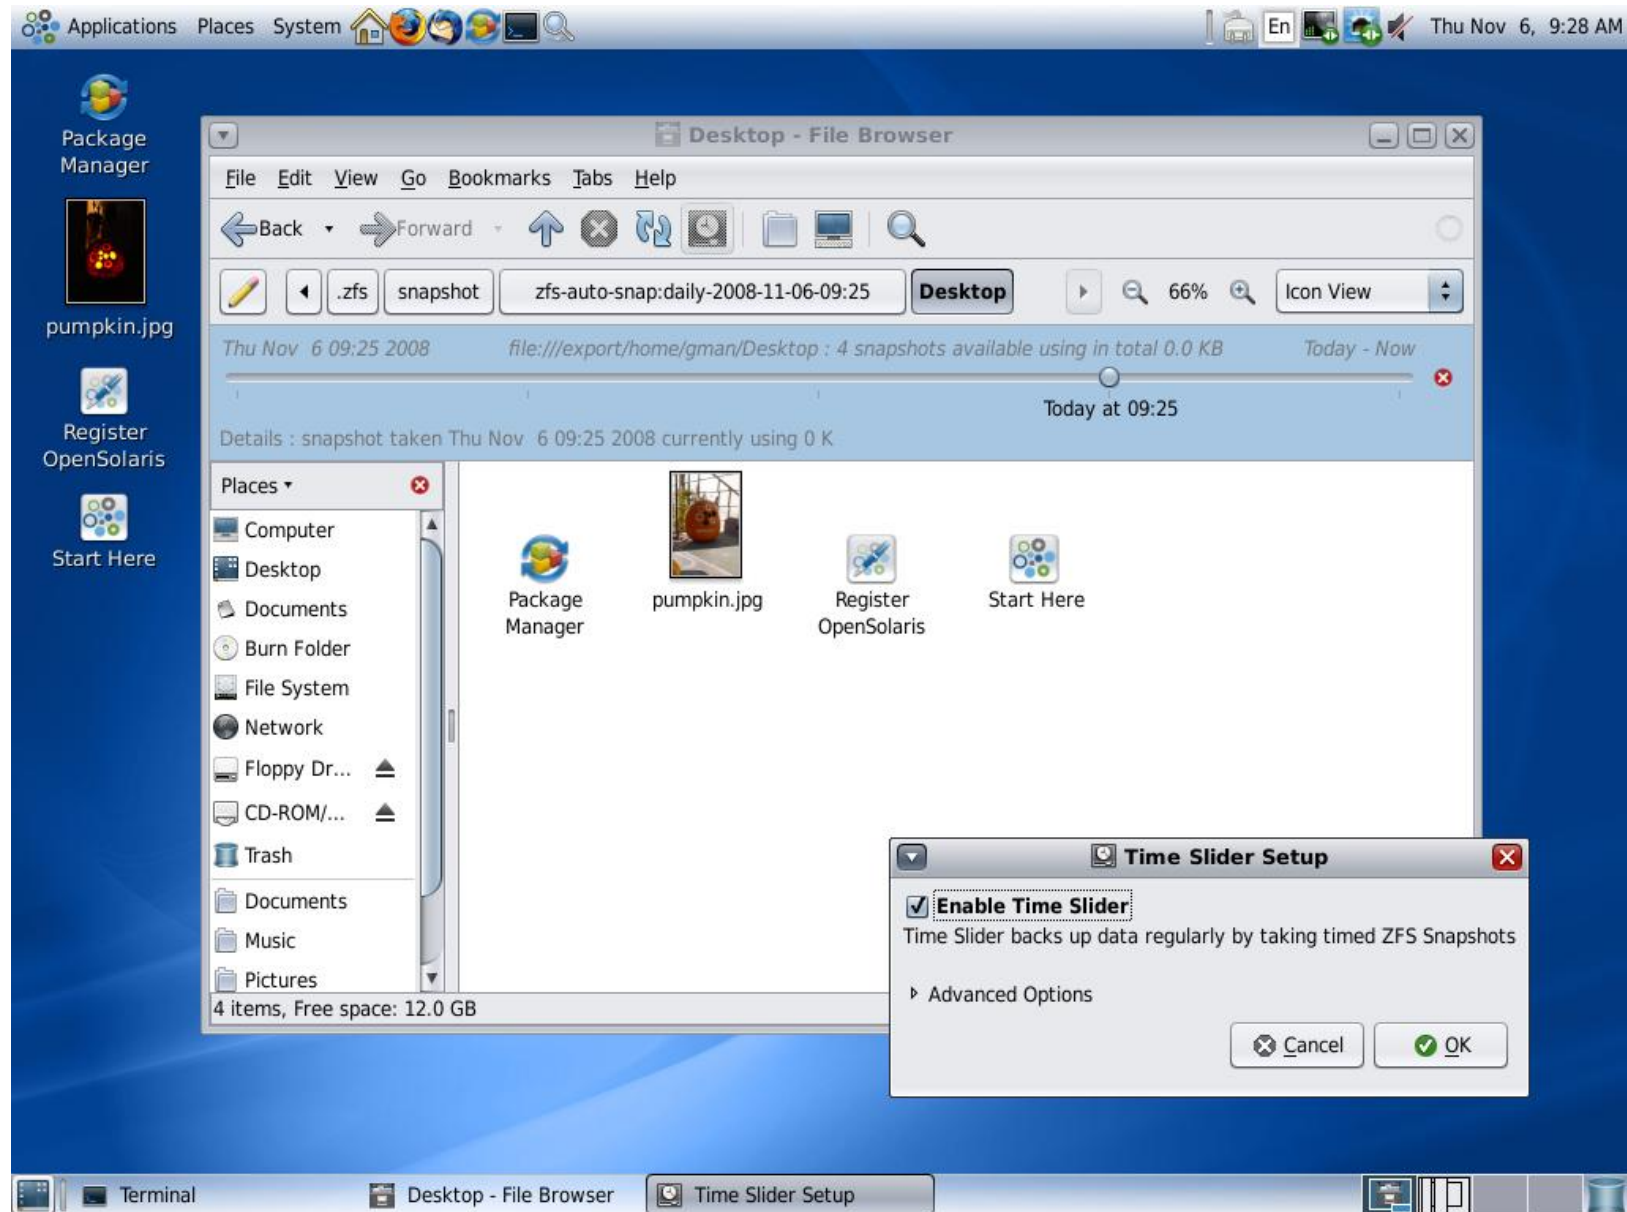 Applications Places System En Thu Nov 6, 9:28 AM
Package
Manager
pumpkin.jpg
Register
OpenSolaris
Start Here
Desktop - File Browser
File Edit View Go Bookmarks Tabs Help
Back Forward
.zfs snapshot zfs-auto-snap:daily-2008-11-06-09:25 Desktop 66% Icon View
Thu Nov 6 09:25 2008 file:///export/home/gman/Desktop : 4 snapshots available using in total 0.0 KB Today - Now
Today at 09:25
Details : snapshot taken Thu Nov 6 09:25 2008 currently using 0 K
Places
Computer
Desktop
Documents
Burn Folder
File System
Network
Floppy Dr...
CD-ROM/...
Trash
Documents
Music
Pictures
Package
Manager
pumpkin.jpg
Register
OpenSolaris
Start Here
4 items, Free space: 12.0 GB
Time Slider Setup
Enable Time Slider
Time Slider backs up data regularly by taking timed ZFS Snapshots
Advanced Options
Cancel OK
Terminal Desktop - File Browser Time Slider Setup